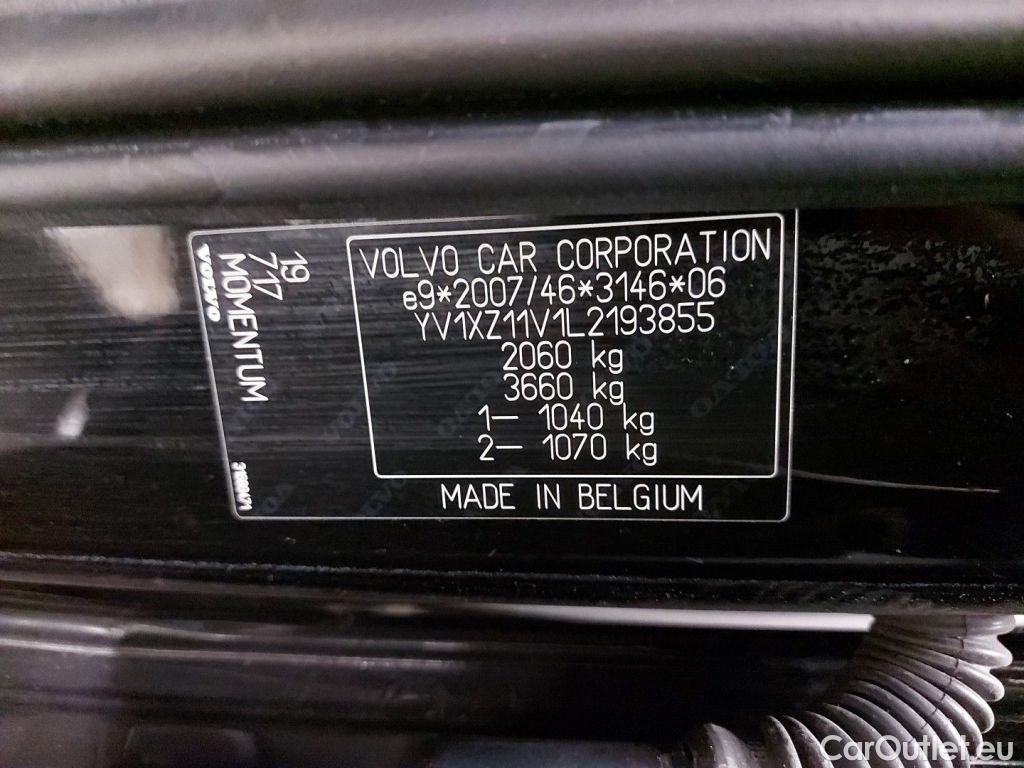 VOLVO
19
747
MOMENTUM
VOLVO CAR CORPORATION
e9*2007/46*3146*06
YV1XZ11V1L2193855
2060 kg
3660 kg
1— 1040 kg
2— 1070 kg
MADE IN BELGIUM
CarOutlet.eu